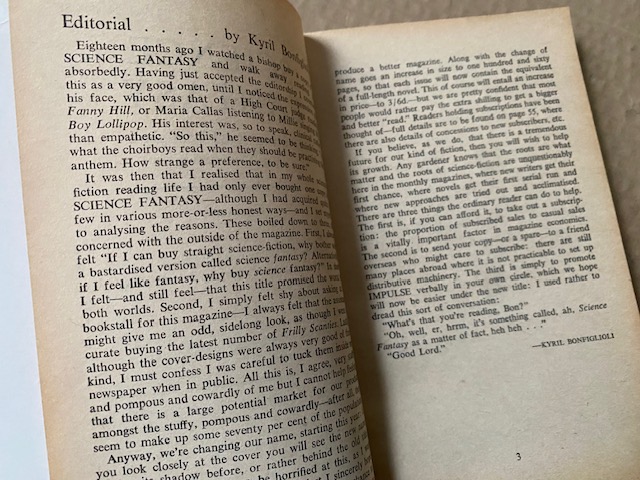 Editorial . . . . . by Kyril Bonfiglioli
Eighteen months ago I watched a bishop buy a
SCIENCE FANTASY and walk away
absorbedly. Having just accepted the editorship I
this as a very good omen, until I noticed the expression
his face, which was that of a High Court judge
Fanny Hill, or Maria Callas listening to Millie
Boy Lollipop. His interest was, so to speak, clinical
than empathetic. “So this,” he seemed to be thinking
what the choirboys read when they should be practising
anthem. How strange a preference, to be sure.”
It was then that I realised that in my whole
fiction reading life I had only ever bought one
SCIENCE FANTASY—although I had acquired
few in various more-or-less honest ways—and I set
to analysing the reasons. These boiled down to
concerned with the outside of the magazine. First, I
felt “If I can buy straight science-fiction, why bother
a bastardised version called science fantasy? Alternatively
if I feel like fantasy, why buy science fantasy?” In
I felt—and still feel—that this title promised the worst
both worlds. Second, I simply felt shy about asking
bookstall for this magazine—I always felt that the
might give me an odd, sidelong look, as though I
curate buying the latest number of Frilly Scanties.
although the cover-designs were always very good of
kind, I must confess I was careful to tuck them inside
newspaper when in public. All this is, I agree, very
and pompous and cowardly of me but I cannot help
that there is a large potential market for our
amongst the stuffy, pompous and cowardly—after all,
seem to make up some seventy per cent of the population
Anyway, we’re changing our name, starting this
you look closely at the cover you will see the new
its shadow before, or rather behind the old
be horrified at this, as
that I sincerely
produce a better magazine. Along with the change of
name goes an increase in size to one hundred and sixty
pages, so that each issue will now contain the equivalent
of a full-length novel. This of course will entail an increase
in price—to 3/6d.—but we are pretty confident that most
people would rather pay the extra shilling to get a bigger
and better “read.” Readers holding subscriptions have been
thought of—full details are to be found on page 55, where
there are also details of concessions to new subscribers, etc.
If you believe, as we do, that there is a tremendous
future for our kind of fiction, then you will wish to help
its growth. Any gardener knows that the roots are what
matter and the roots of science-fiction are unquestionably
here in the monthly magazines, where new writers get their
first chance, where novels get their first serial run and
where new approaches are tried out and acclimatised.
There are three things the ordinary reader can do to help.
The first is, if you can afford it, to take out a subscrip-
tion: the proportion of subscribed sales to casual sales
is a vitally important factor in magazine economics.
The second is to send your copy—or a spare—to a friend
overseas who might care to subscribe: there are still
many places abroad where it is not practicable to set up
distributive machinery. The third is simply to promote
IMPULSE verbally in your own circle, which we hope
will now be easier under the new title: I used rather to
dread this sort of conversation:
“What’s that you’re reading, Bon?”
“Oh, well, er, hrrm, it’s something called, ah, Science
Fantasy as a matter of fact, heh heh . . .”
“Good Lord.”
—KYRIL BONFIGLIOLI
3